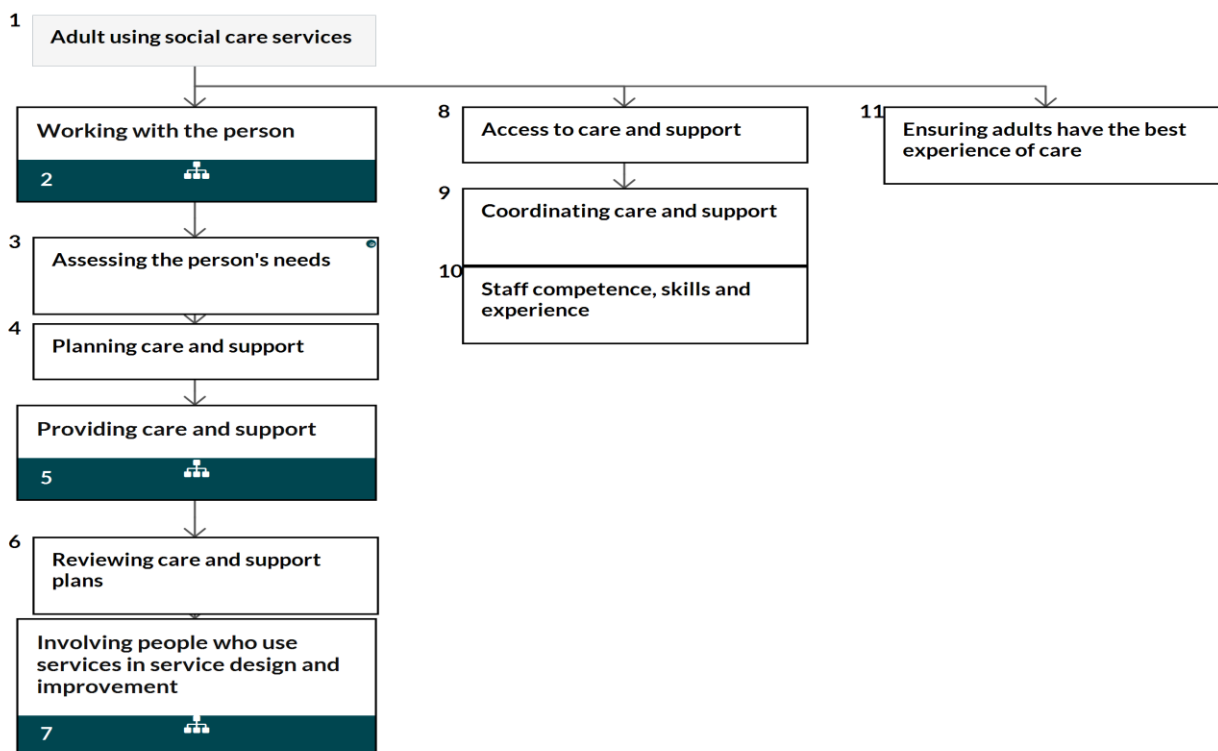 1
Adult using social care services
Working with the person
2
3
Assessing the person's needs
4
Planning care and support
Providing care and support
5
6
Reviewing care and support
plans
Involving people who use
services in service design and
improvement
7
8
Access to care and support
9
Coordinating care and support
10
Staff competence, skills and
experience
11
Ensuring adults have the best
experience of care